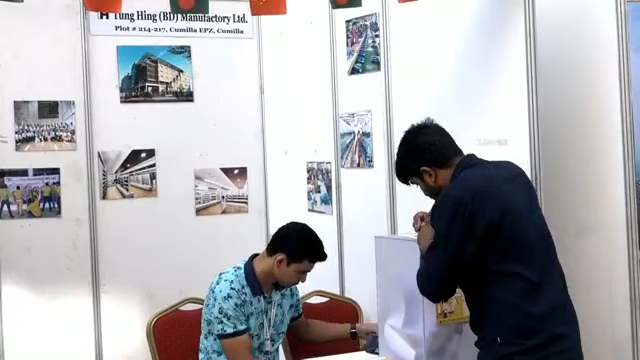 Tung Hing (BD) Manufactory Ltd.
Plot # 214-217, Cumilla EPZ, Cumilla